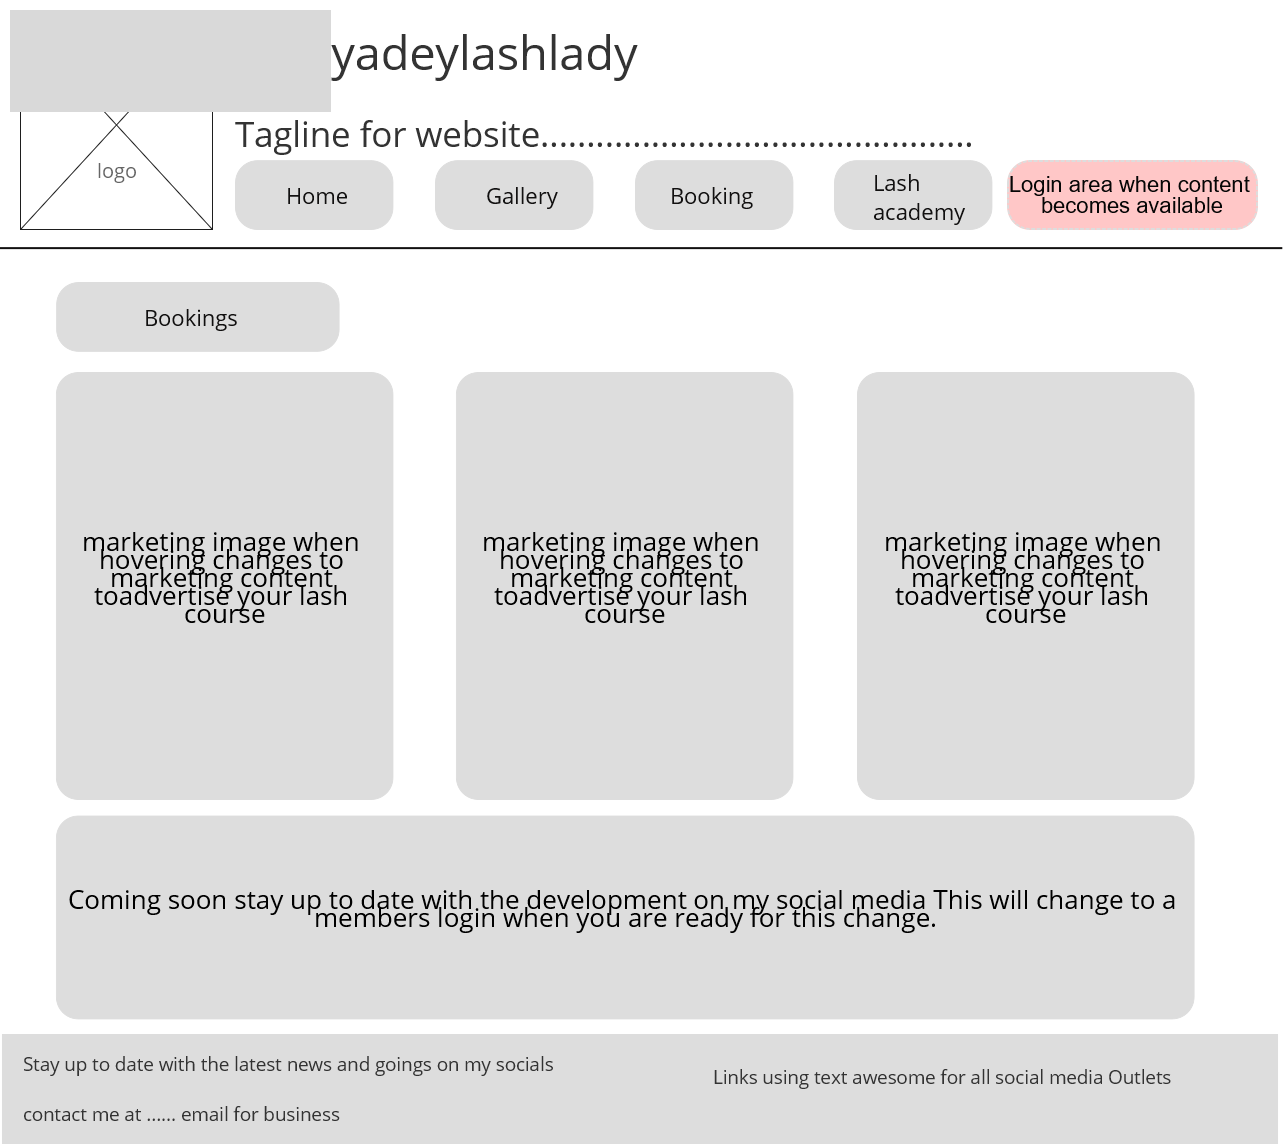 yadeylashlady
Tagline for website...............................................
logo
Home
Gallery
Booking
Lash
academy
Login area when content
becomes available
Bookings
marketing image when
hovering changes to
marketing content
toadvertise your lash
course
marketing image when
hovering changes to
marketing content
toadvertise your lash
course
marketing image when
hovering changes to
marketing content
toadvertise your lash
course
Coming soon stay up to date with the development on my social media This will change to a
members login when you are ready for this change.
Stay up to date with the latest news and goings on my socials
Links using text awesome for all social media Outlets
contact me at ...... email for business